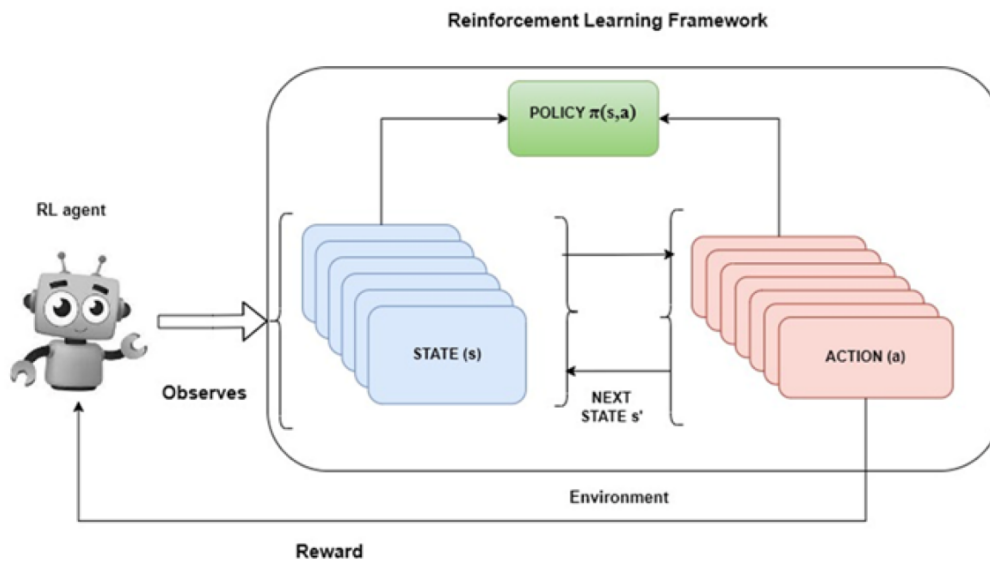 Reinforcement Learning Framework
POLICY π(s,a)
RL agent
STATE (s)
ACTION (a)
Observes
NEXT
STATE s'
Environment
Reward